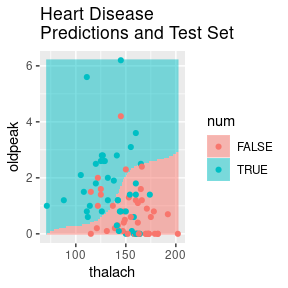 Heart Disease
Predictions and Test Set
6
4
2
0
oldpeak
100
150
200
thalach
num
FALSE
TRUE